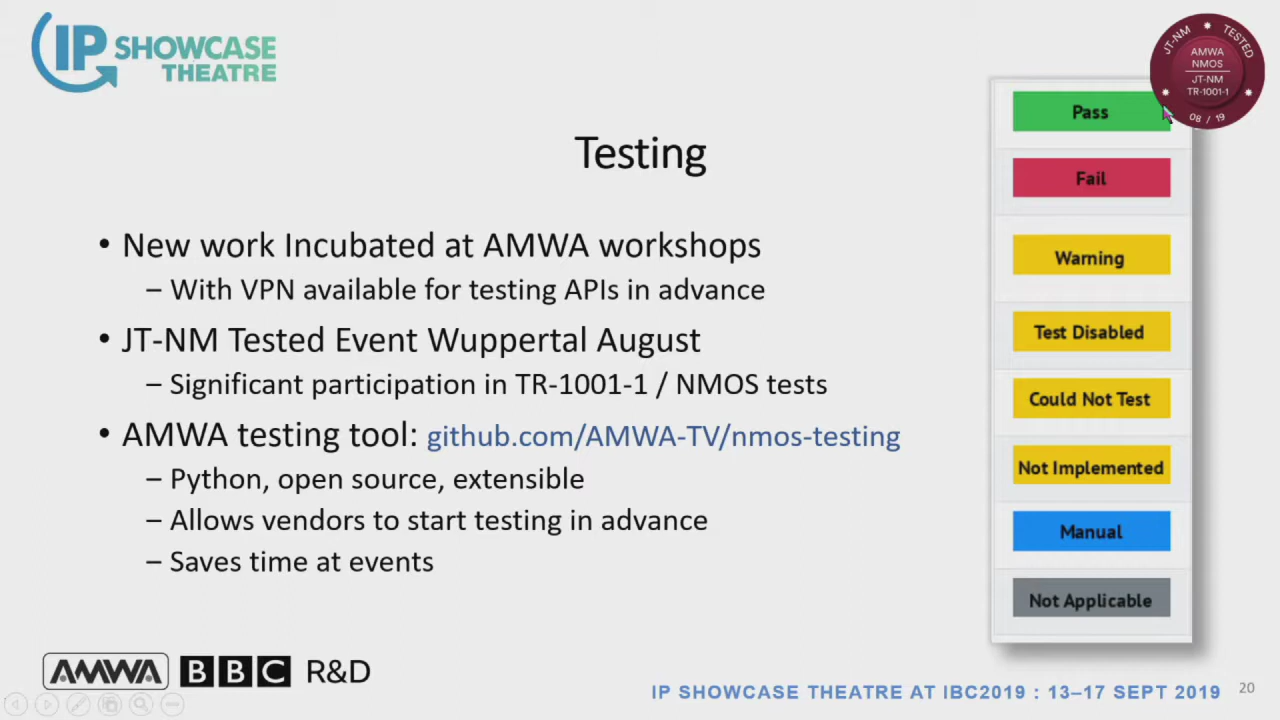 IP SHOWCASE
THEATRE
JT-NM TESTED
AMWA
NMOS
JT-NM
TR-1001-1
08 / 19
Testing
• New work Incubated at AMWA workshops
– With VPN available for testing APIs in advance
• JT-NM Tested Event Wuppertal August
– Significant participation in TR-1001-1 / NMOS tests
• AMWA testing tool: github.com/AMWA-TV/nmos-testing
– Python, open source, extensible
– Allows vendors to start testing in advance
– Saves time at events
Pass
Fail
Warning
Test Disabled
Could Not Test
Not Implemented
Manual
Not Applicable
AMWA BBC R&D
IP SHOWCASE THEATRE AT IBC2019 : 13–17 SEPT 2019
20